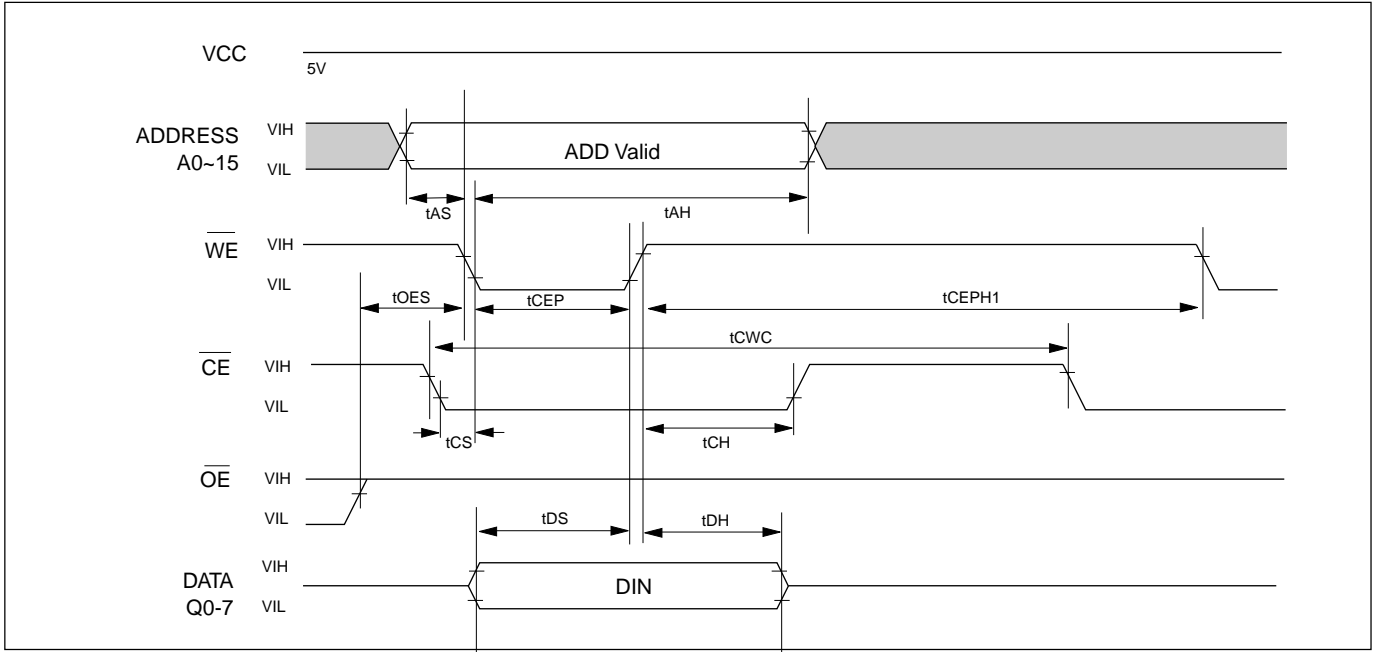 VCC
5V
ADDRESS
A0~15
VIH
VIL
ADD Valid
tAS
tAH
WE
VIH
VIL
tOES
tCEP
tCEPH1
tCWC
CE
VIH
VIL
tCS
tCH
OE
VIH
VIL
tDS
tDH
DATA
Q0-7
VIH
VIL
DIN